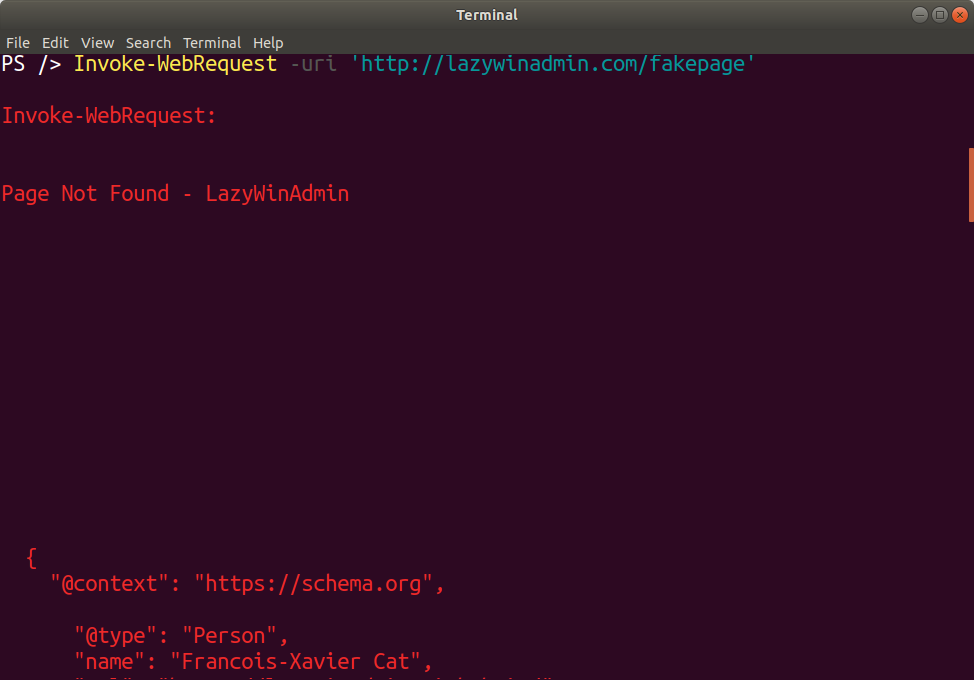 Terminal
File Edit View Search Terminal Help
PS /> Invoke-WebRequest -uri 'http://lazywinadmin.com/fakepage'
Invoke-WebRequest:
Page Not Found - LazyWinAdmin
{
"@context": "https://schema.org",
"@type": "Person",
"name": "Francois-Xavier Cat",